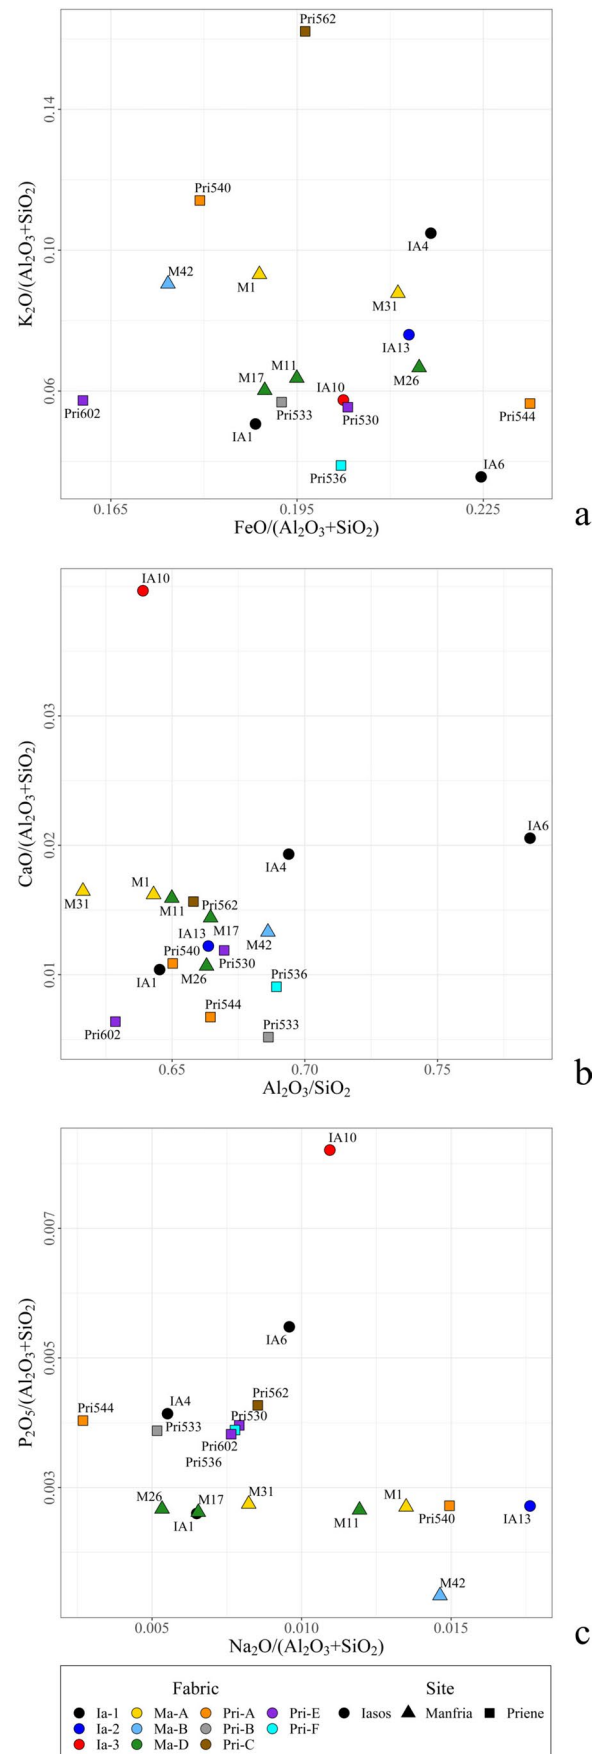 Pri562
0.14
Pri540
K₂O/(Al₂O₃+SiO₂)
0.10
IA4
M42
M1
M31
IA13
M11
M26
M17
IA10
0.06
Pri602
Pri533
Pri530
Pri544
IA1
IA6
Pri536
0.165
0.195
0.225
FeO/(Al₂O₃+SiO₂)
a
IA10
0.03
CaO/(Al₂O₃+SiO₂)
IA6
0.02
IA4
M1
M31
M11
Pri562
M17
IA13
M42
Pri540
Pri530
0.01
IA1
M26
Pri536
Pri544
Pri602
Pri533
0.65
0.70
0.75
Al₂O₃/SiO₂
b
IA10
0.007
P₂O₅/(Al₂O₃+SiO₂)
IA6
0.005
Pri562
IA4
Pri544
Pri530
Pri533
Pri602
Pri536
0.003
M31
M26
M17
M1
IA1
M11
Pri540
IA13
M42
0.005
0.010
0.015
Na₂O/(Al₂O₃+SiO₂)
c
Fabric Site
Ia-1 Ma-A Pri-A Pri-E Iasos Manfria Priene
Ia-2 Ma-B Pri-B Pri-F
Ia-3 Ma-D Pri-C